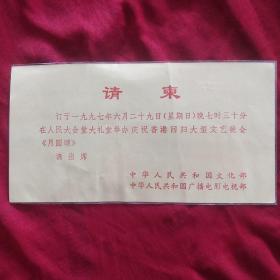 请柬
订于一九九七年六月二十九日(星期日)晚七时三十分
在人民大会堂大礼堂举办庆祝香港回归大型文艺晚会
《月圆颂》
请出席
中华人民共和国文化部
中华人民共和国广播电影电视部